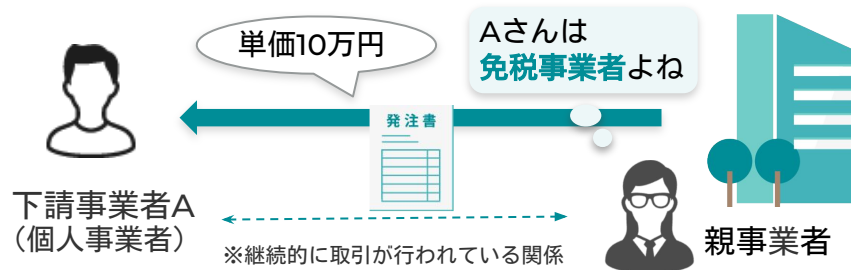 単価10万円
Aさんは
免税事業者よね
発注書
下請事業者A
（個人事業者）
※継続的に取引が行われている関係
親事業者